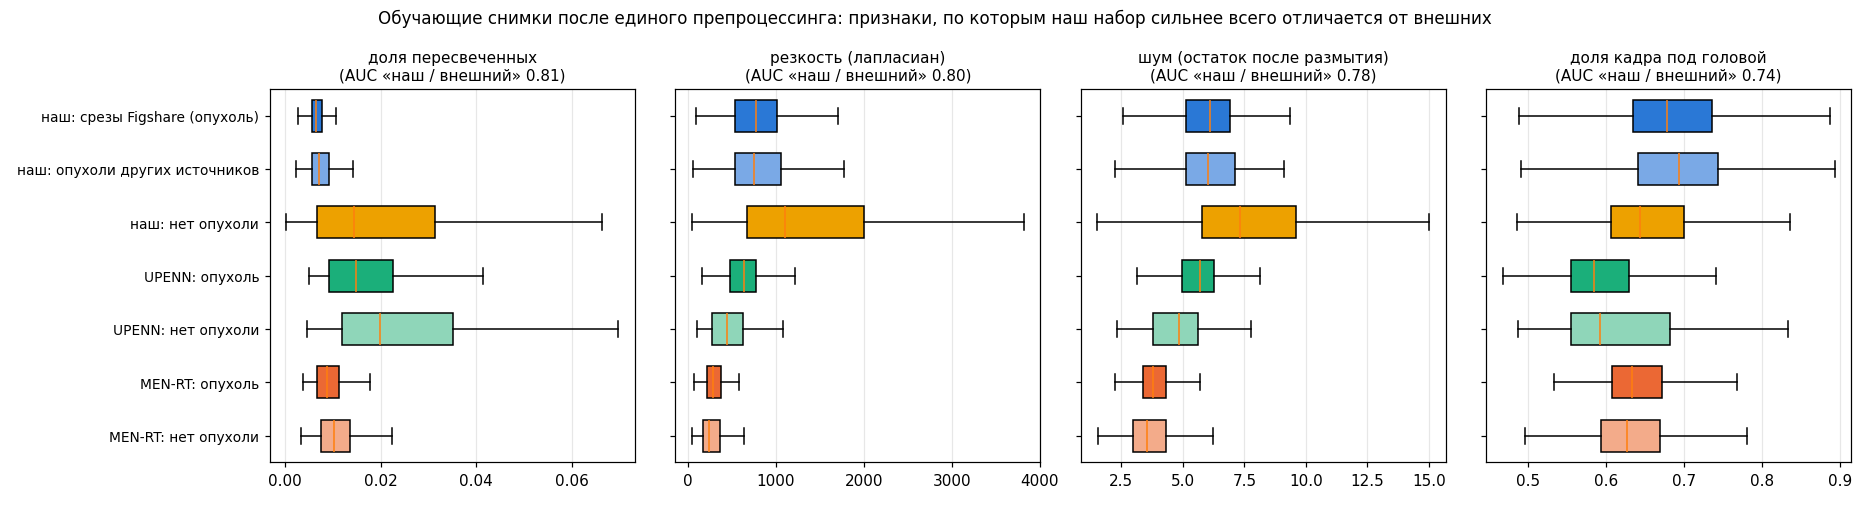 Обучающие снимки после единого препроцессинга: признаки, по которым наш набор сильнее всего отличается от внешних
доля пересвеченных
(AUC «наш / внешний» 0.81)
резкость (лапласиан)
(AUC «наш / внешний» 0.80)
шум (остаток после размытия)
(AUC «наш / внешний» 0.78)
доля кадра под головой
(AUC «наш / внешний» 0.74)
наш: срезы Figshare (опухоль)
наш: опухоли других источников
наш: нет опухоли
UPENN: опухоль
UPENN: нет опухоли
MEN-RT: опухоль
MEN-RT: нет опухоли
0.00 0.02 0.04 0.06
0 1000 2000 3000 4000
2.5 5.0 7.5 10.0 12.5 15.0
0.5 0.6 0.7 0.8 0.9